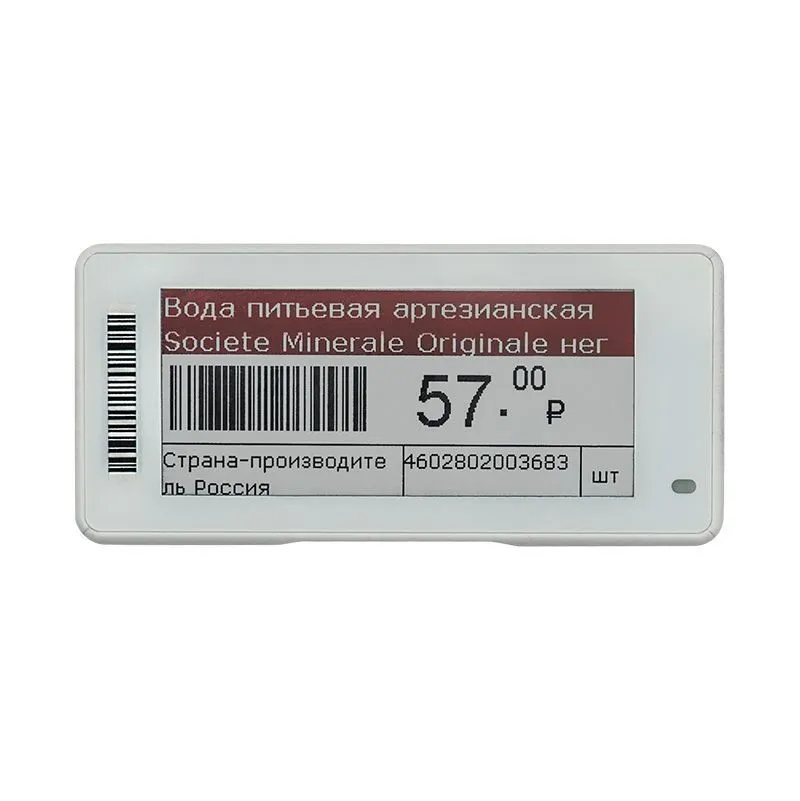 Вода питьевая артезианская
Societe Minerale Originale нег
57.00 ₽
Страна-производите
ль Россия
4602802003683
шт